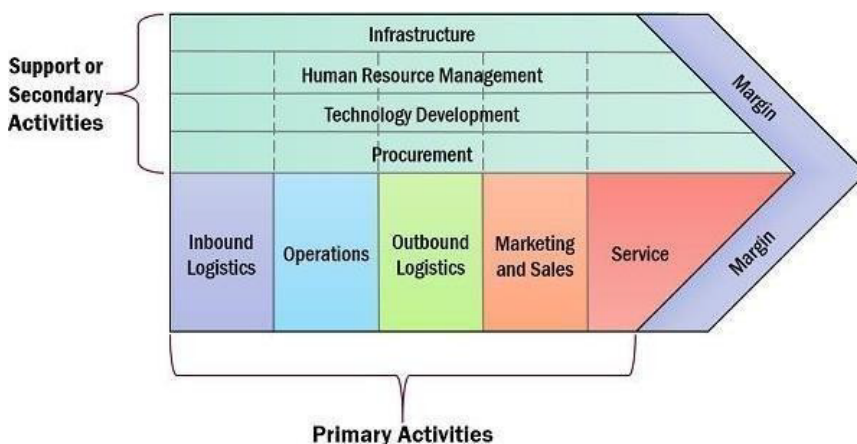 Infrastructure
Support or
Secondary
Activities
Human Resource Management
Technology Development
Procurement
Margin
Inbound
Logistics
Operations
Outbound
Logistics
Marketing
and Sales
Service
Margin
Primary Activities